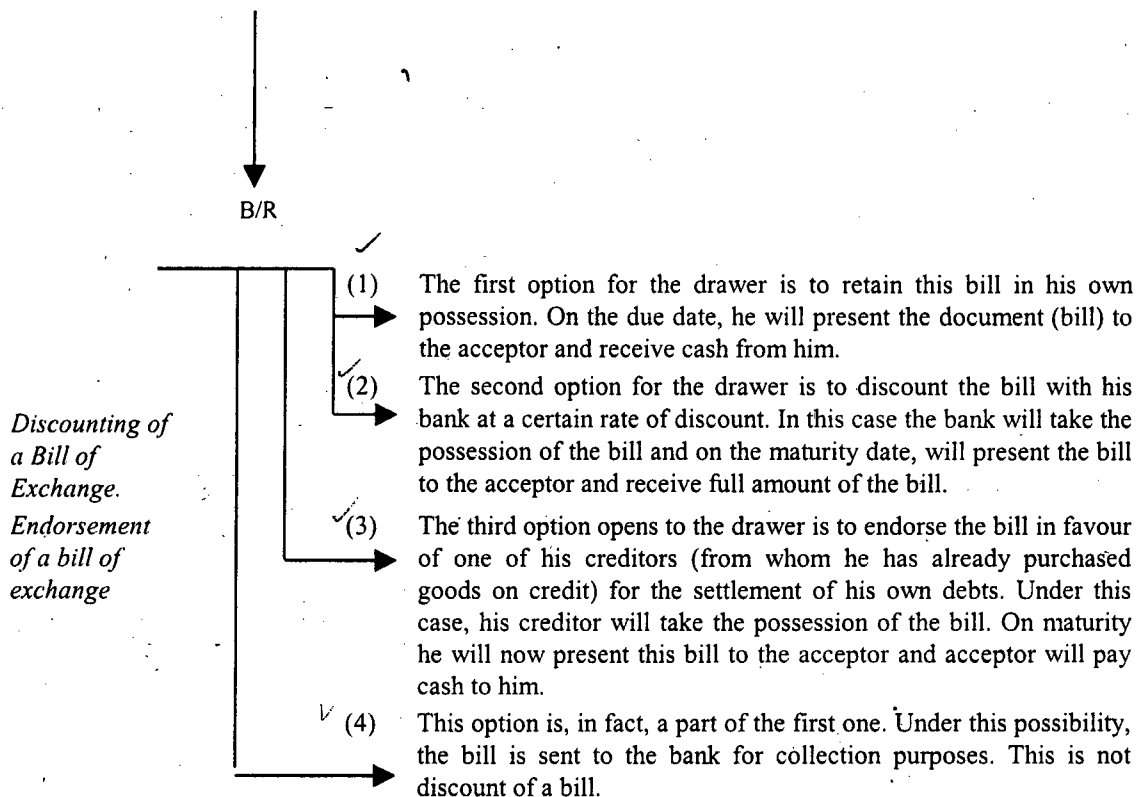 B/R
(1) The first option for the drawer is to retain this bill in his own
possession. On the due date, he will present the document (bill) to
the acceptor and receive cash from him.
(2) The second option for the drawer is to discount the bill with his
bank at a certain rate of discount. In this case the bank will take the
possession of the bill and on the maturity date, will present the bill
to the acceptor and receive full amount of the bill.
Discounting of
a Bill of
Exchange.
Endorsement
of a bill of
exchange
(3) The third option opens to the drawer is to endorse the bill in favour
of one of his creditors (from whom he has already purchased
goods on credit) for the settlement of his own debts. Under this
case, his creditor will take the possession of the bill. On maturity
he will now present this bill to the acceptor and acceptor will pay
cash to him.
(4) This option is, in fact, a part of the first one. Under this possibility,
the bill is sent to the bank for collection purposes. This is not
discount of a bill.